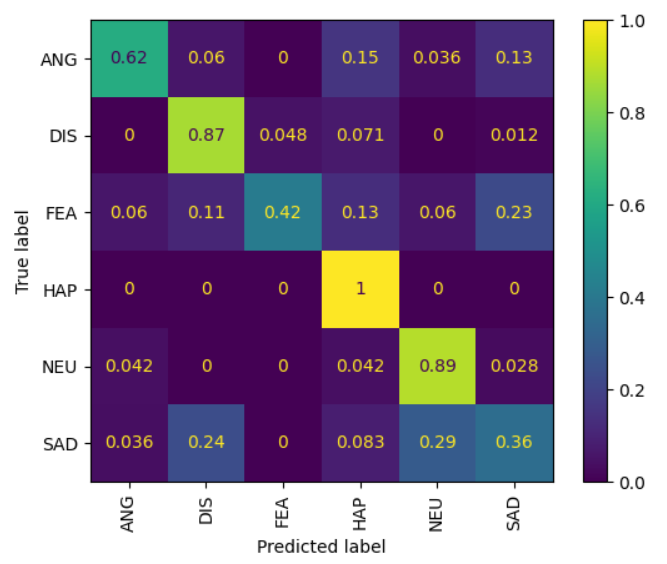 1.0
ANG 0.62 0.06 0 0.15 0.036 0.13
DIS 0 0.87 0.048 0.071 0 0.012
0.8
FEA 0.06 0.11 0.42 0.13 0.06 0.23
0.6
True label
HAP 0 0 0 1 0 0
0.4
NEU 0.042 0 0 0.042 0.89 0.028
0.2
SAD 0.036 0.24 0 0.083 0.29 0.36
0.0
ANG DIS FEA HAP NEU SAD
Predicted label